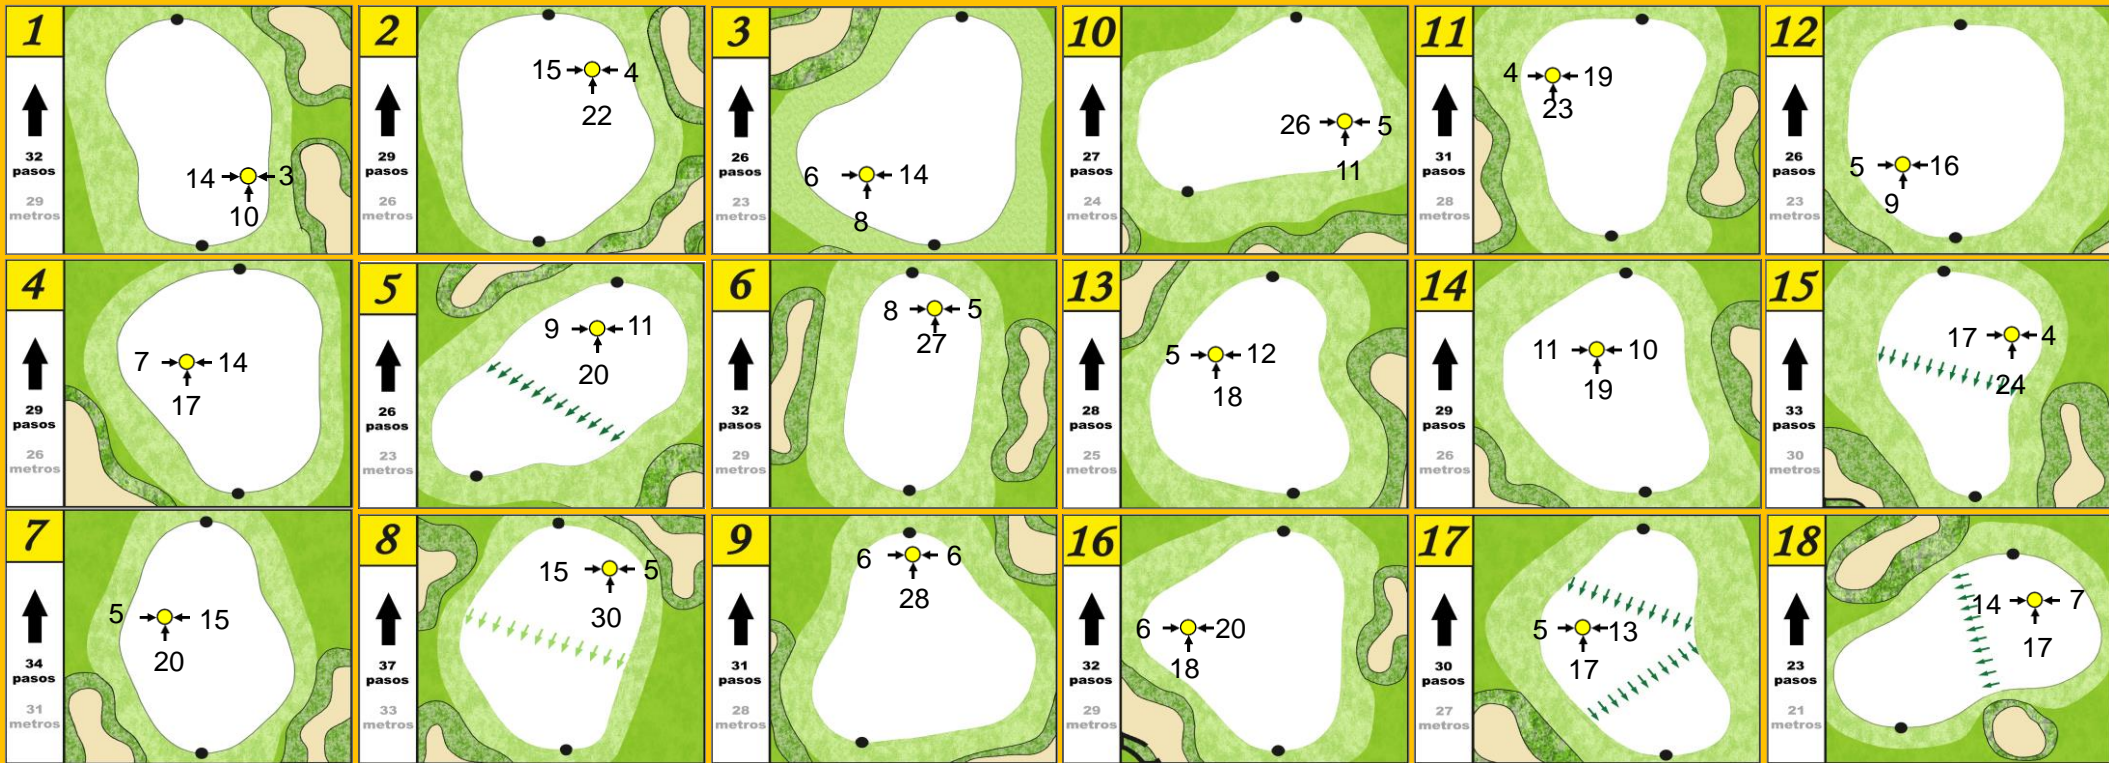 1
32
pasos
29
metros
14 3
10
2
29
pasos
26
metros
15 4
22
3
26
pasos
23
metros
6 14
8
10
27
pasos
24
metros
26 5
11
11
31
pasos
28
metros
4 19
23
12
26
pasos
23
metros
5 16
9
4
29
pasos
26
metros
7 14
17
5
26
pasos
23
metros
9 11
20
6
32
pasos
29
metros
8 5
27
13
28
pasos
25
metros
5 12
18
14
29
pasos
26
metros
11 10
19
15
33
pasos
30
metros
17 4
24
7
34
pasos
31
metros
5 15
20
8
37
pasos
33
metros
15 5
30
9
31
pasos
28
metros
6 6
28
16
32
pasos
29
metros
6 20
18
17
30
pasos
27
metros
5 13
17
18
23
pasos
21
metros
14 7
17